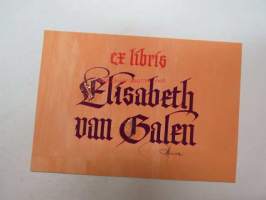 ex libris
Elisabeth
van Galen